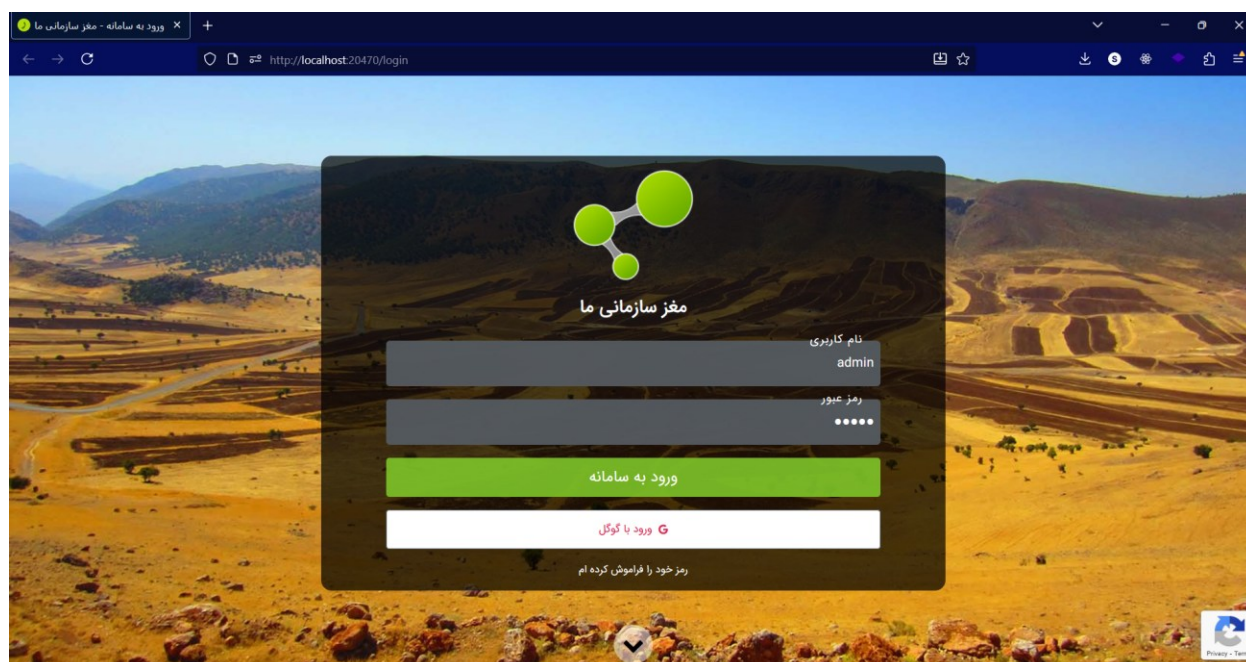 ورود به سامانه - مغز سازمانی ما
http://localhost:20470/login
S
مغز سازمانی ما
نام کاربری
admin
رمز عبور
ورود به سامانه
ورود با گوگل G
رمز خود را فراموش کرده ام
Privacy - Ter